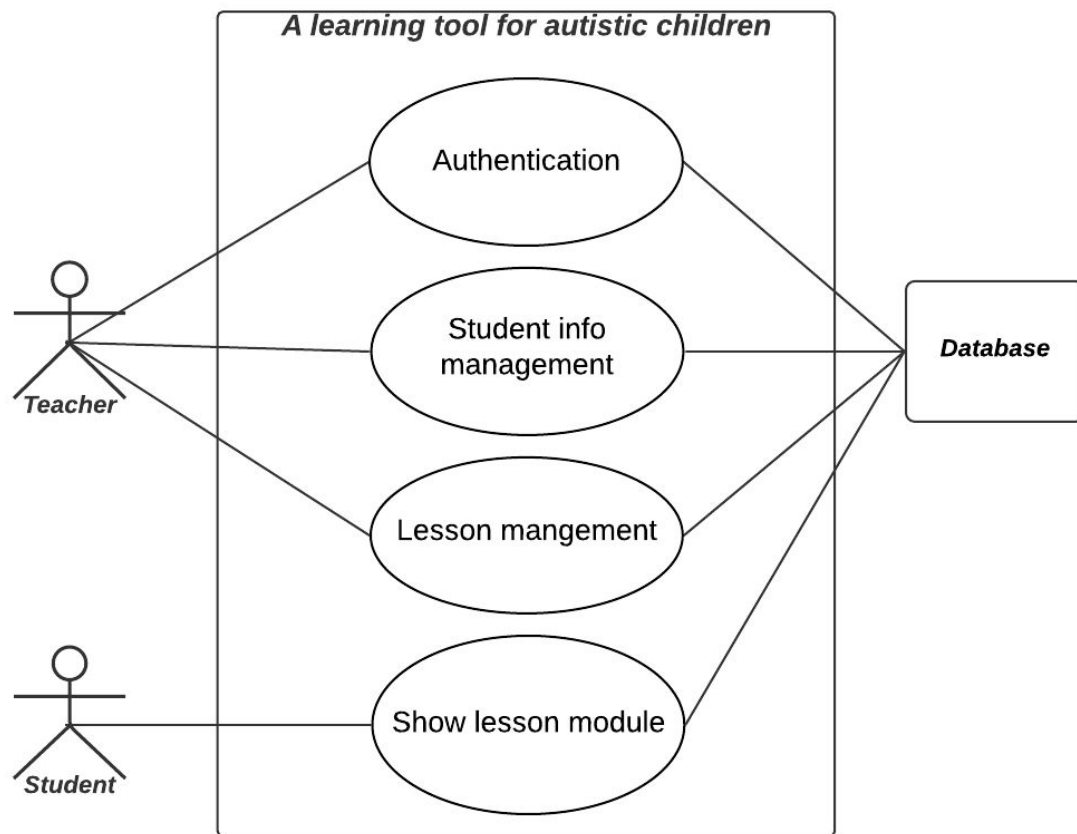 A learning tool for autistic children
Authentication
Student info
management
Teacher
Database
Lesson mangement
Show lesson module
Student